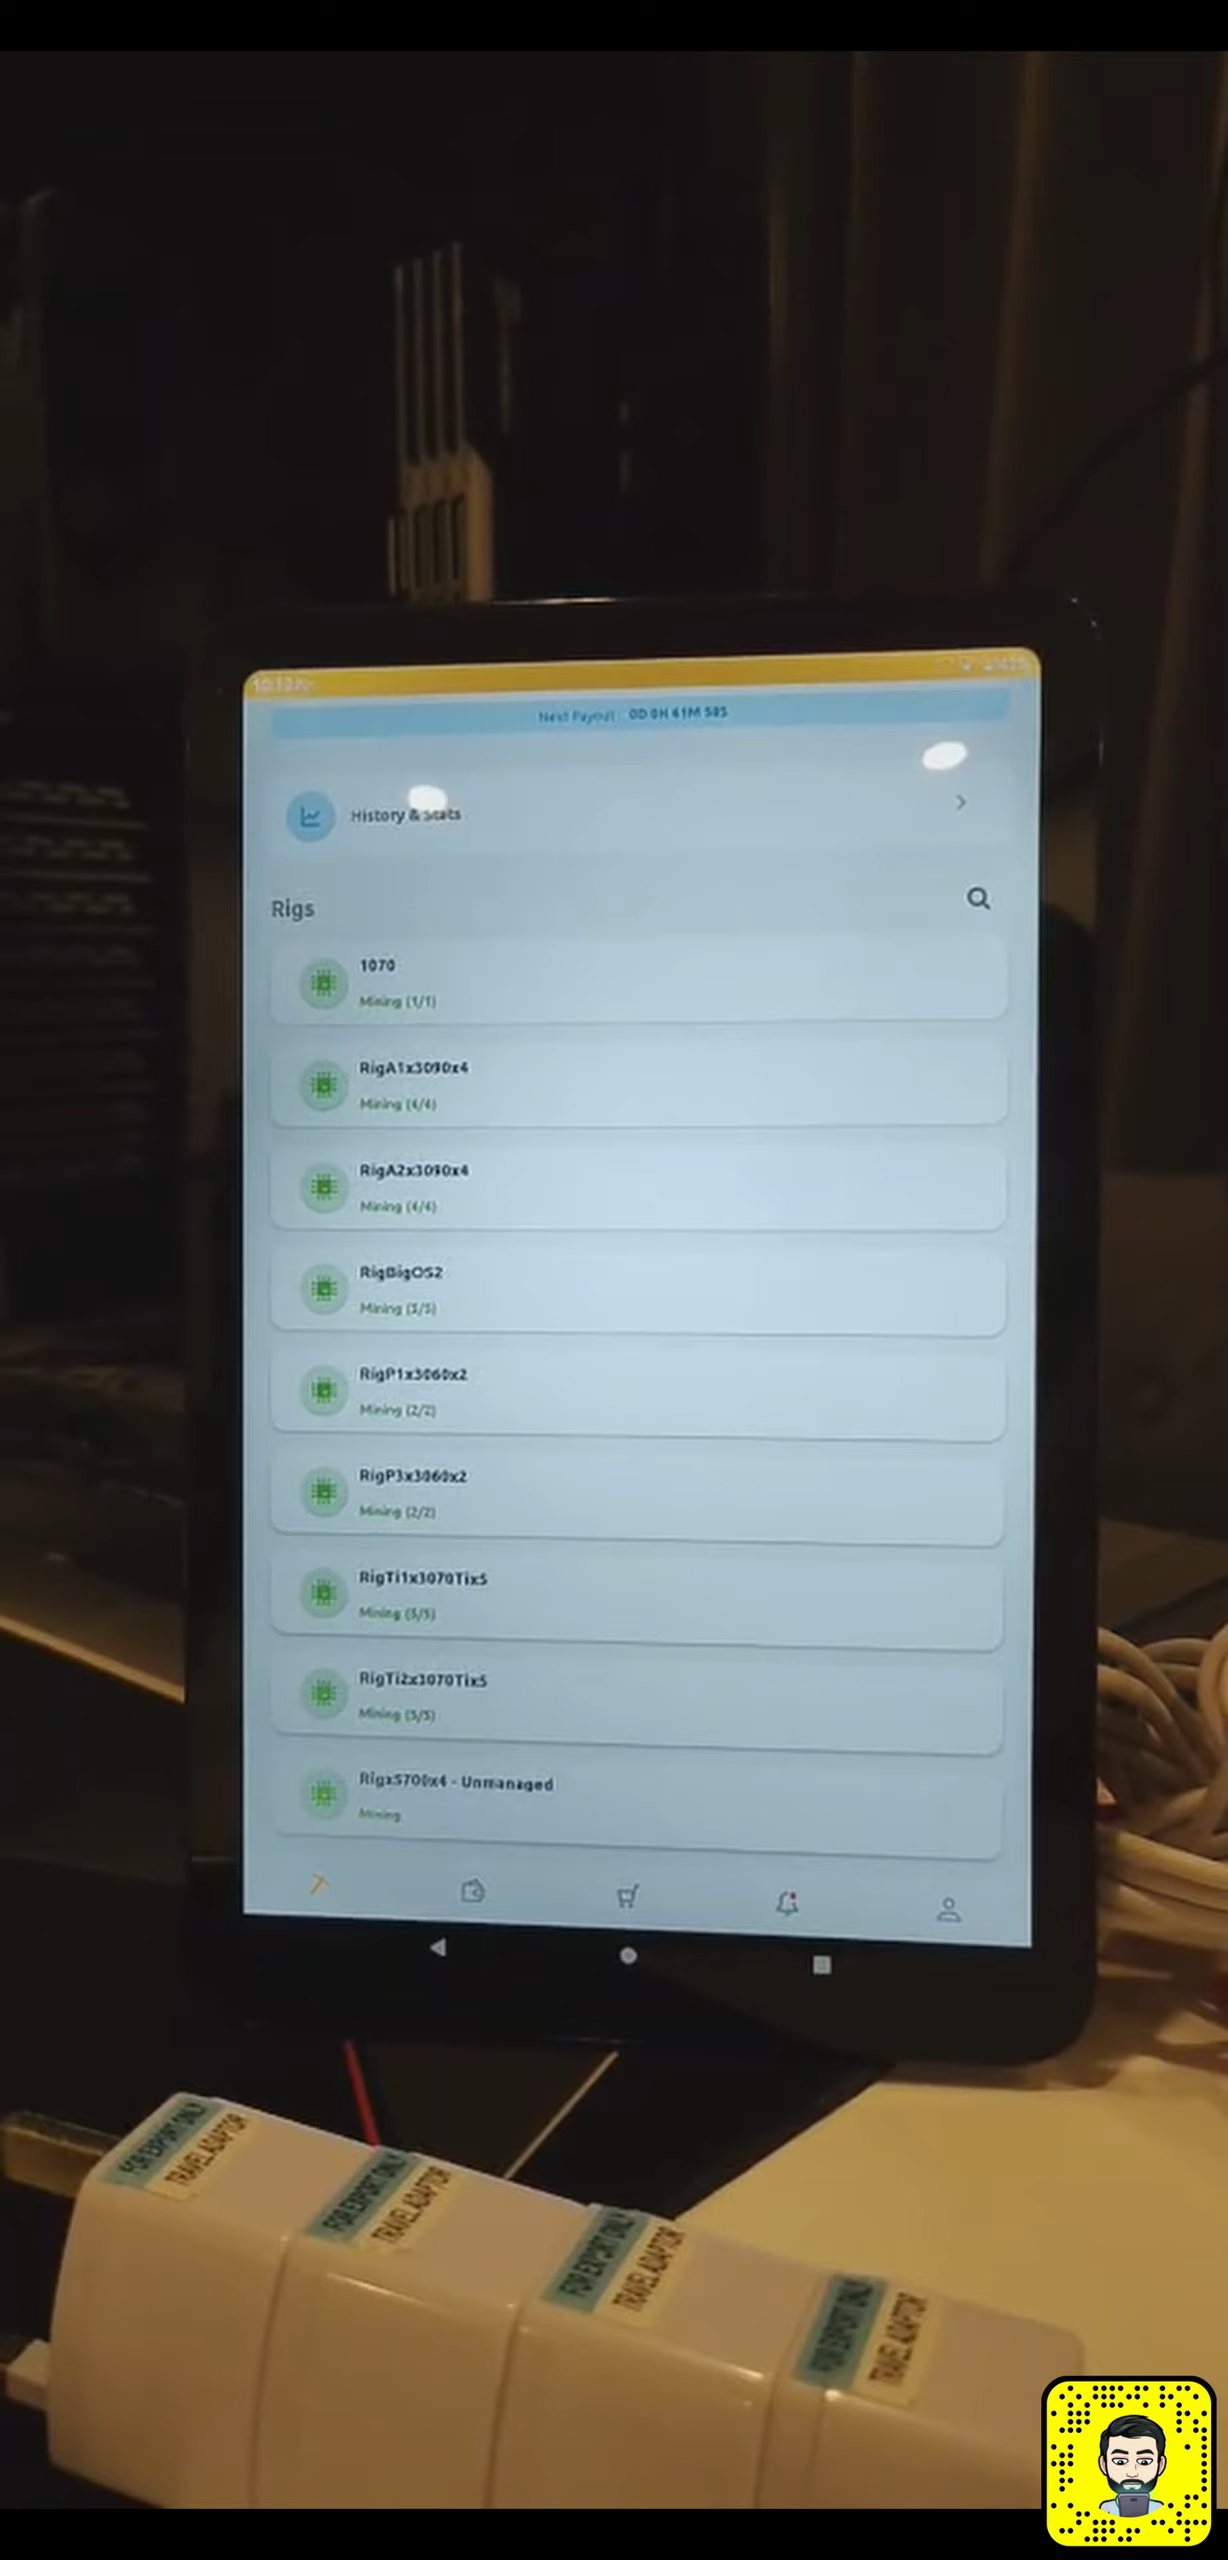 Next Payout 0D 0H 41M 50S
History & Stats
Rigs
1070
Mining (1/1)
RigA1x3090x4
Mining (4/4)
RigA2x3090x4
Mining (4/4)
RigBigOS2
Mining (5/5)
RigP1x3060x2
Mining (2/2)
RigP3x3060x2
Mining (2/2)
RigTi1x3070Tix5
Mining (5/5)
RigTi2x3070Tix5
Mining (5/5)
Rigx5700x4 - Unmanaged
Mining
FOR EXPORT ONLY
TRAVEL ADAPTOR
FOR EXPORT ONLY
TRAVEL ADAPTOR
FOR EXPORT ONLY
TRAVEL ADAPTOR
FOR EXPORT ONLY
TRAVEL ADAPTOR